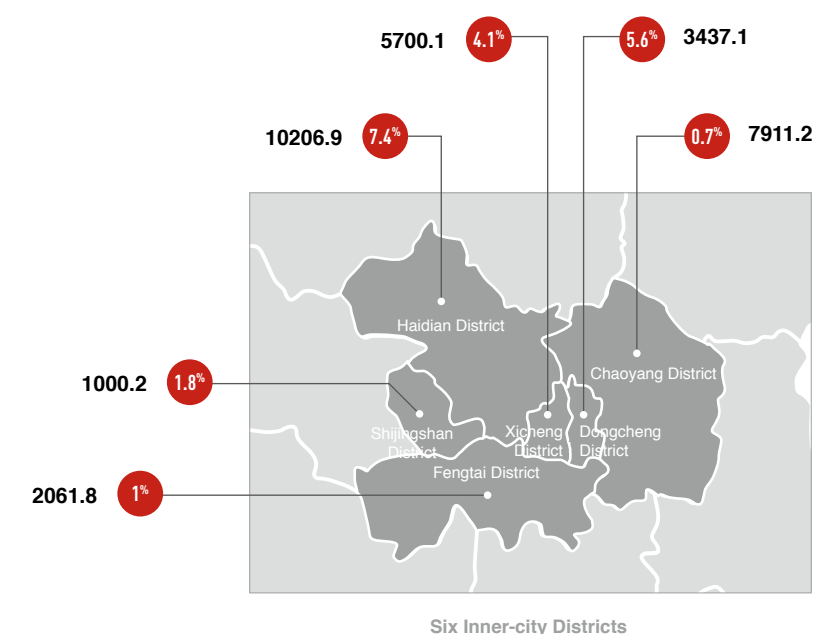 5700.1 4.1% 5.6% 3437.1
10206.9 7.4% 0.7% 7911.2
Haidian District
Chaoyang District
1000.2 1.8%
Shijingshan
District
Xicheng
District
Dongcheng
District
Fengtai District
2061.8 1%
Six Inner-city Districts